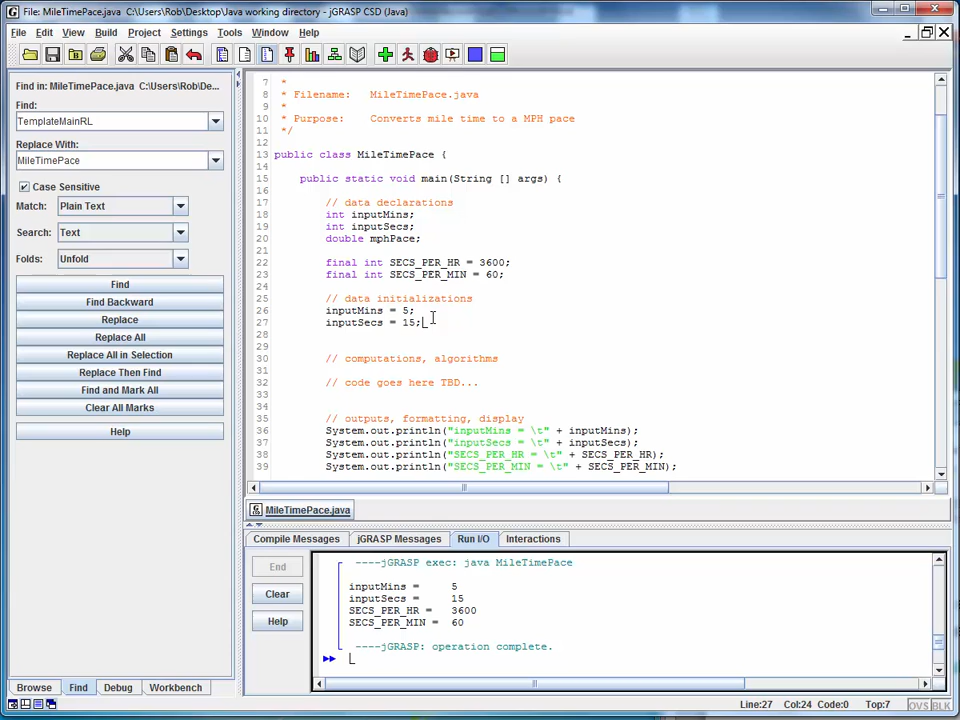 File: MileTimePace.java  C:\Users\Rob\Desktop\Java working directory - jGRASP CSD (Java)
File Edit View Build Project Settings Tools Window Help
Find in: MileTimePace.java  C:\Users\Rob\De...
Find:
TemplateMainRL
Replace With:
MileTimePace
Case Sensitive
Match: Plain Text
Search: Text
Folds: Unfold
Find
Find Backward
Replace
Replace All
Replace All in Selection
Replace Then Find
Find and Mark All
Clear All Marks
Help
Browse Find Debug Workbench
7 *
8 * Filename:   MileTimePace.java
9 *
10 * Purpose:    Converts mile time to a MPH pace
11 */
12
13 public class MileTimePace {
14
15 public static void main(String [] args) {
16
17 // data declarations
18 int inputMins;
19 int inputSecs;
20 double mphPace;
21
22 final int SECS_PER_HR = 3600;
23 final int SECS_PER_MIN = 60;
24
25 // data initializations
26 inputMins = 5;
27 inputSecs = 15;
28
29
30 // computations, algorithms
31
32 // code goes here TBD...
33
34
35 // outputs, formatting, display
36 System.out.println("inputMins = \t" + inputMins);
37 System.out.println("inputSecs = \t" + inputSecs);
38 System.out.println("SECS_PER_HR = \t" + SECS_PER_HR);
39 System.out.println("SECS_PER_MIN = \t" + SECS_PER_MIN);
MileTimePace.java
Compile Messages jGRASP Messages Run I/O Interactions
End
Clear
Help
----jGRASP exec: java MileTimePace
inputMins =     5
inputSecs =     15
SECS_PER_HR =   3600
SECS_PER_MIN =  60
----jGRASP: operation complete.
Line:27 Col:24 Code:0 Top:7 OVS BLK